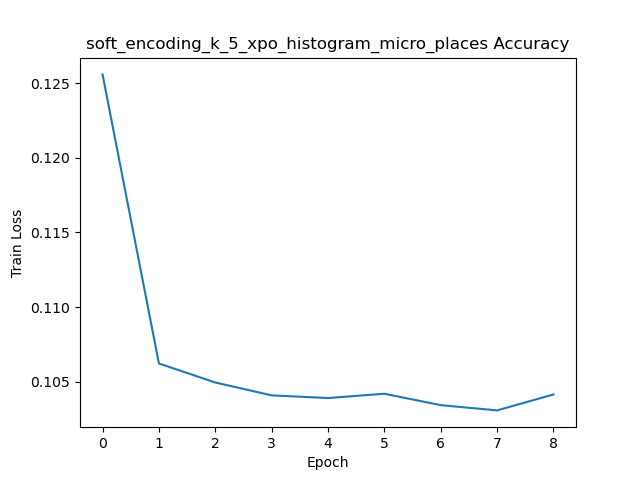 soft_encoding_k_5_xpo_histogram_micro_places Accuracy
0.125
0.120
0.115
0.110
0.105
Train Loss
0 1 2 3 4 5 6 7 8
Epoch